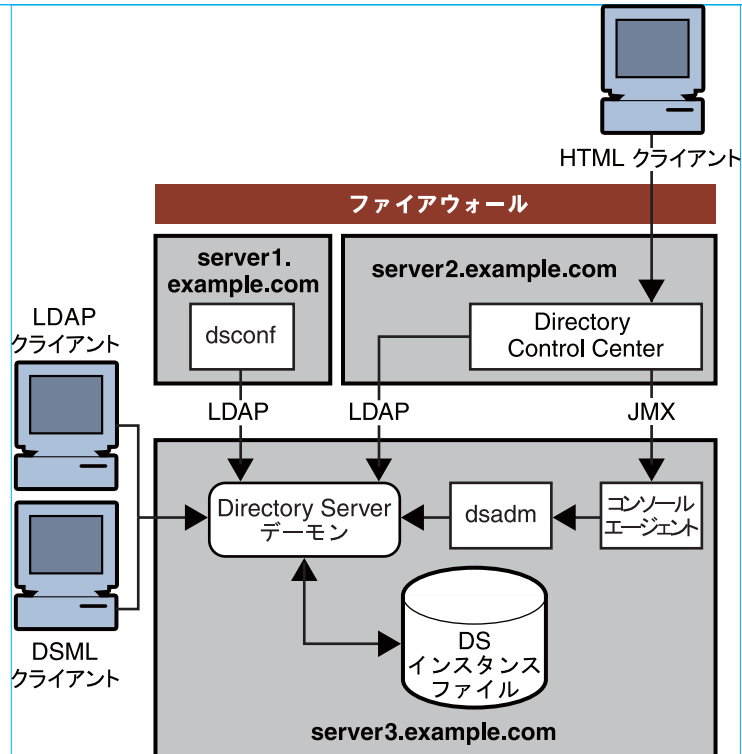 HTML クライアント
ファイアウォール
server1.
example.com
dsconf
server2.example.com
Directory
Control Center
LDAP
クライアント
LDAP
LDAP
JMX
Directory Server
デーモン
dsadm
コンソール
エージェント
DS
インスタンス
ファイル
DSML
クライアント
server3.example.com